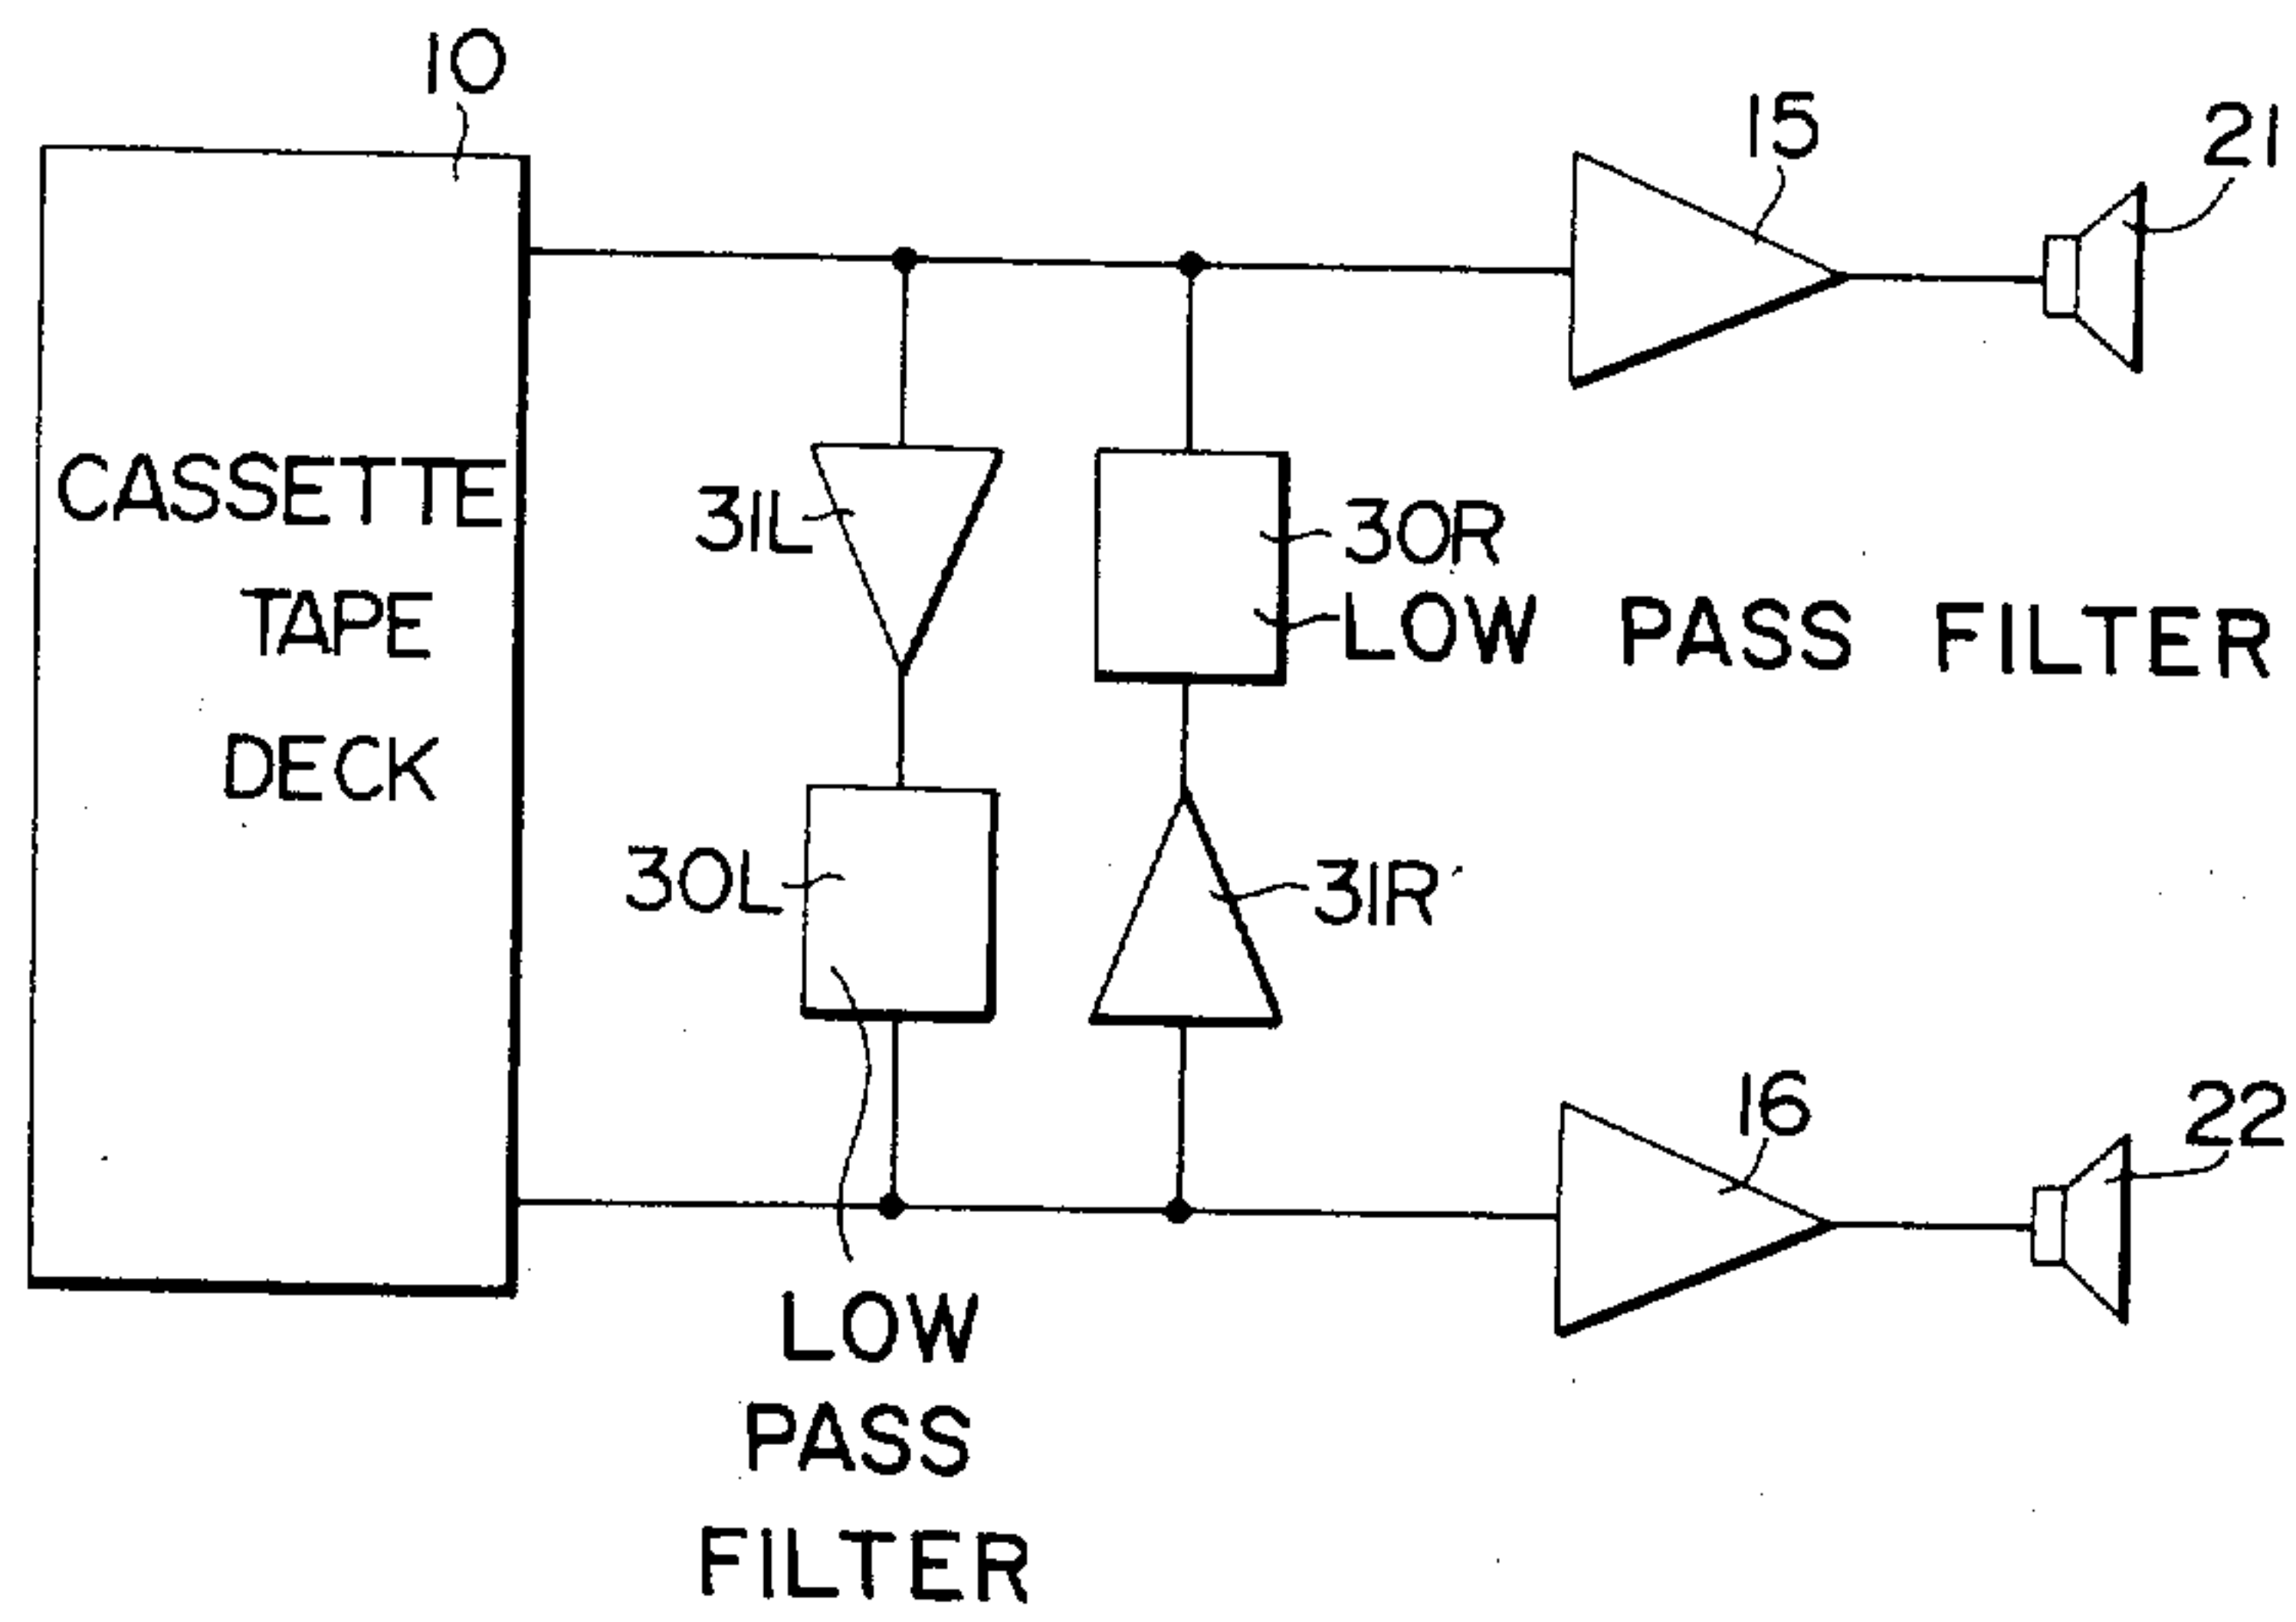 10
15
21
CASSETTE
TAPE
DECK
31L
30R
LOW PASS FILTER
30L
31R
16
22
LOW
PASS
FILTER